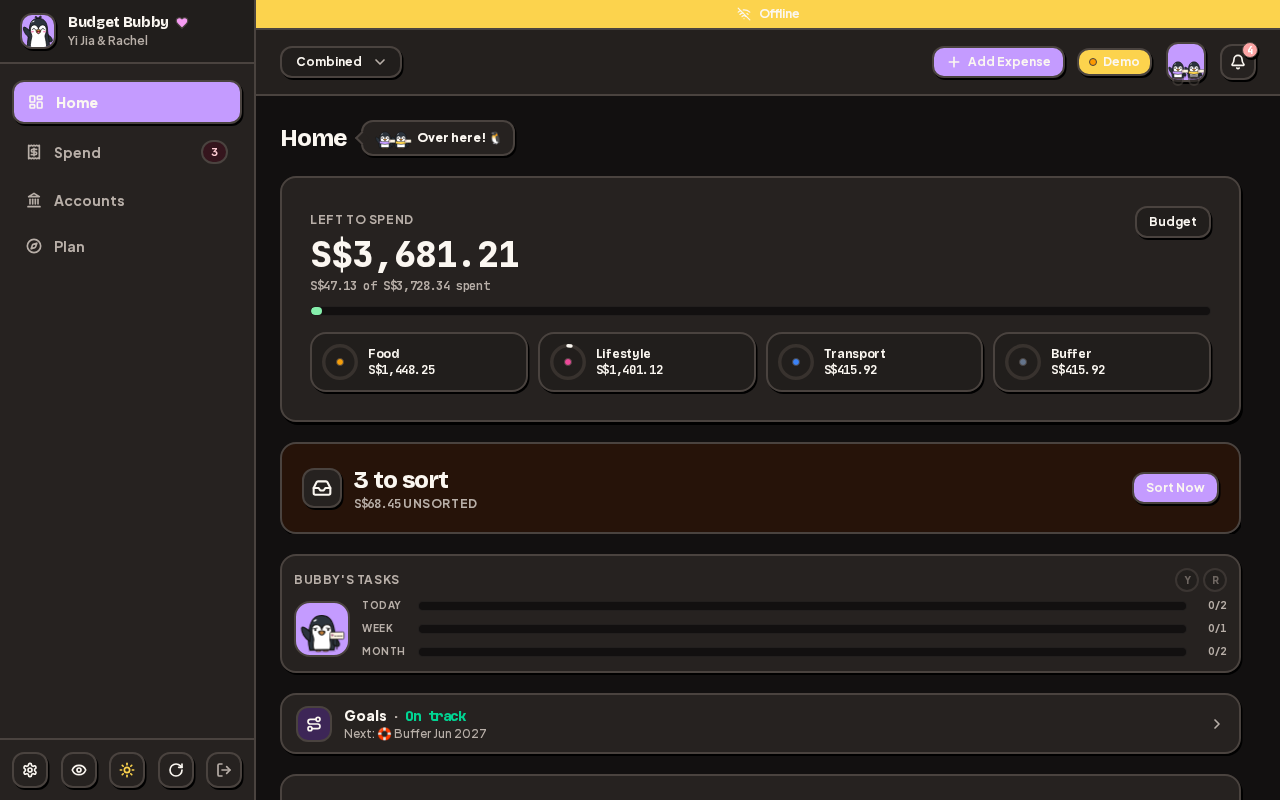 Budget Bubby
Yi Jia & Rachel
Home
Spend
3
Accounts
Plan
Offline
Combined
Add Expense
Demo
4
Home
Over here!
LEFT TO SPEND
Budget
S$3,681.21
S$47.13 of S$3,728.34 spent
Food
S$1,448.25
Lifestyle
S$1,401.12
Transport
S$415.92
Buffer
S$415.92
3 to sort
S$68.45 UNSORTED
Sort Now
BUBBY'S TASKS
Y
R
TODAY
0/2
WEEK
0/1
MONTH
0/2
Goals · On track
Next: Buffer Jun 2027